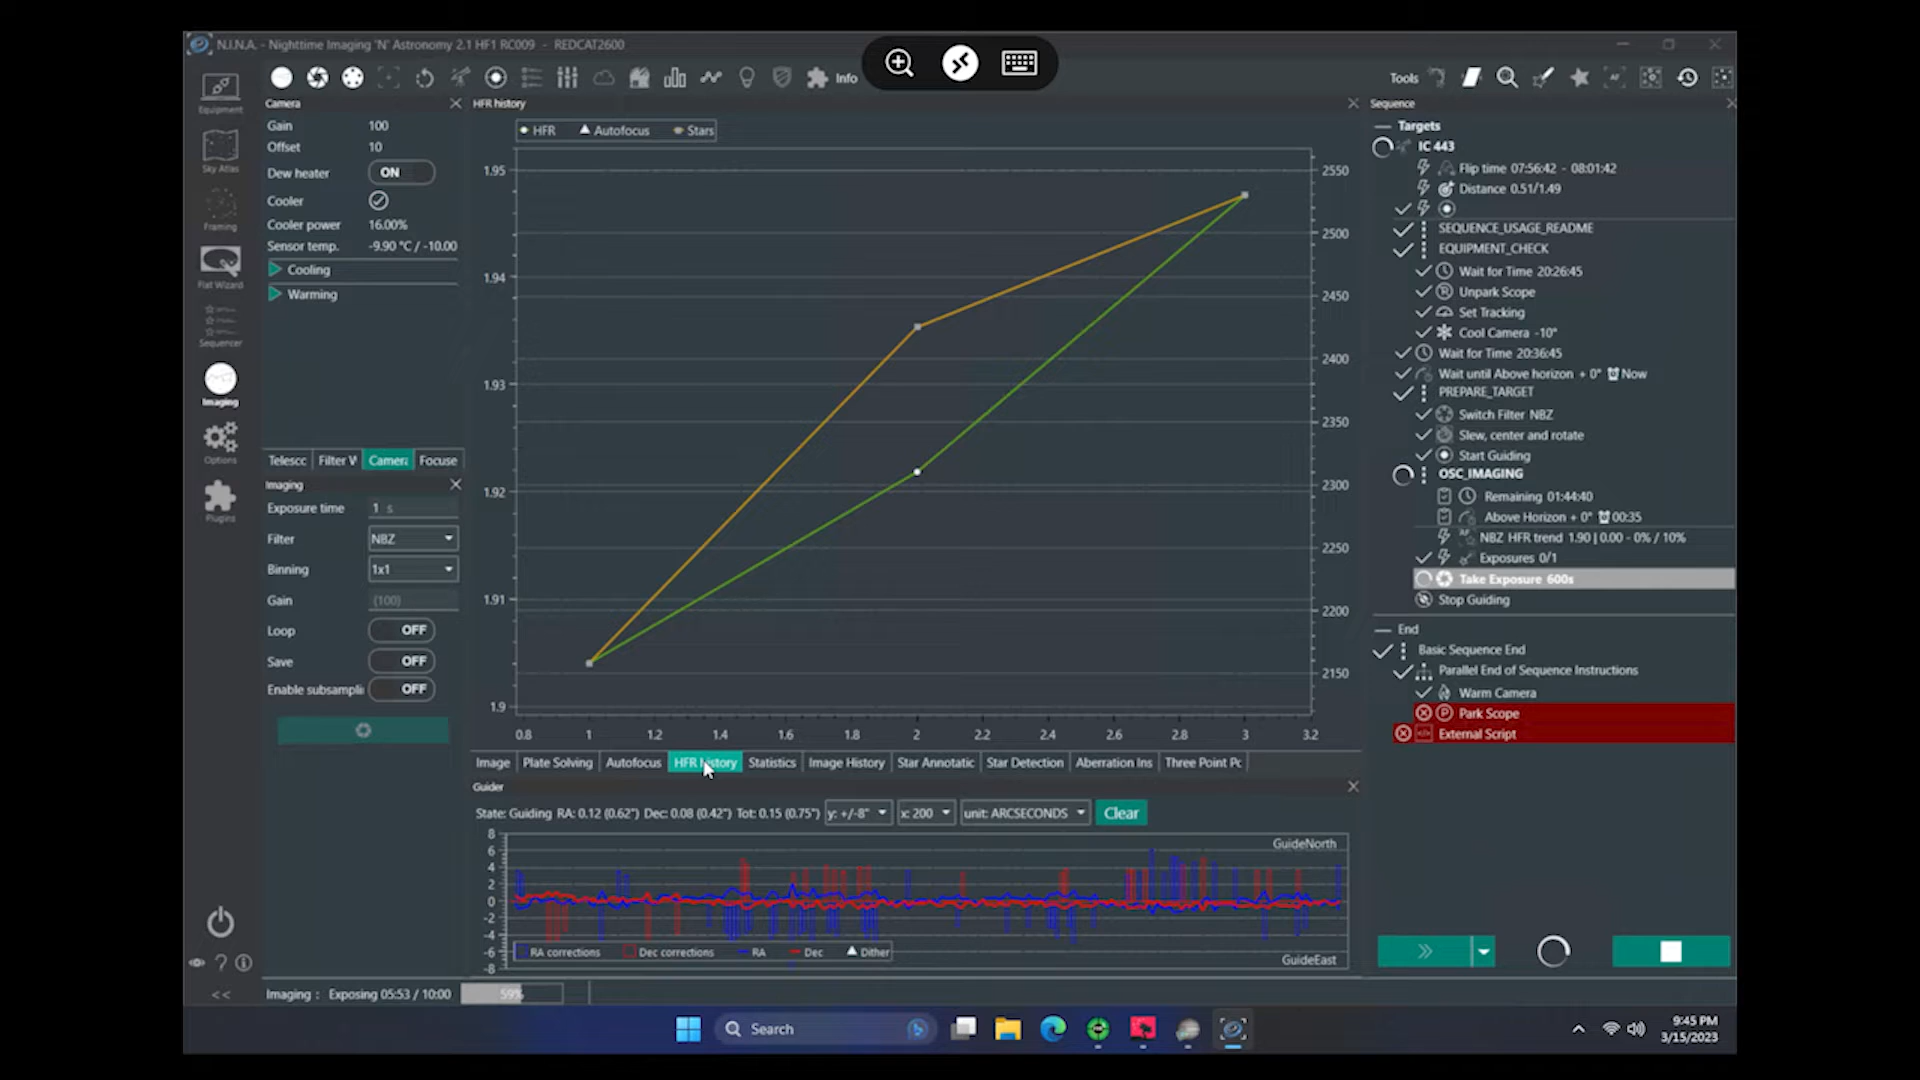 N.I.N.A. - Nighttime Imaging 'N' Astronomy 2.1 HF1 RC009 - REDCAT2600
Info
Tools
Equipment
Sky Atlas
Framing
Flat Wizard
Sequencer
Imaging
Options
Plugins
<<
Camera
Gain 100
Offset 10
Dew heater ON
Cooler
Cooler power 16.00%
Sensor temp. -9.90 °C / -10.00
Cooling
Warming
Telesco Filter V Camera Focuse
Imaging
Exposure time 1 s
Filter NBZ
Binning 1x1
Gain (100)
Loop OFF
Save OFF
Enable subsampli OFF
HFR history
HFR Autofocus Stars
1.95
1.94
1.93
1.92
1.91
1.9
2550
2500
2450
2400
2350
2300
2250
2200
2150
0.8 1 1.2 1.4 1.6 1.8 2 2.2 2.4 2.6 2.8 3 3.2
Image Plate Solving Autofocus HFR history Statistics Image History Star Annotatic Star Detection Aberration Ins Three Point Pc
Guider
State: Guiding RA: 0.12 (0.62") Dec: 0.08 (0.42") Tot: 0.15 (0.75") y: +/-8" x: 200 unit: ARCSECONDS Clear
8
6
4
2
0
-2
-4
-6
-8
GuideNorth
RA corrections Dec corrections RA Dec Dither
GuideEast
Sequence
Targets
IC 443
Flip time 07:56:42 - 08:01:42
Distance 0.51/1.49
SEQUENCE_USAGE_README
EQUIPMENT_CHECK
Wait for Time 20:26:45
Unpark Scope
Set Tracking
Cool Camera -10°
Wait for Time 20:36:45
Wait until Above horizon + 0° Now
PREPARE_TARGET
Switch Filter NBZ
Slew, center and rotate
Start Guiding
OSC_IMAGING
Remaining 01:44:40
Above Horizon + 0° 00:35
AF NBZ HFR trend 1.90 | 0.00 - 0% / 10%
Exposures 0/1
Take Exposure 600s
Stop Guiding
End
Basic Sequence End
Parallel End of Sequence Instructions
Warm Camera
Park Scope
External Script
Imaging : Exposing 05:53 / 10:00 59%
Search
9:45 PM
3/15/2023